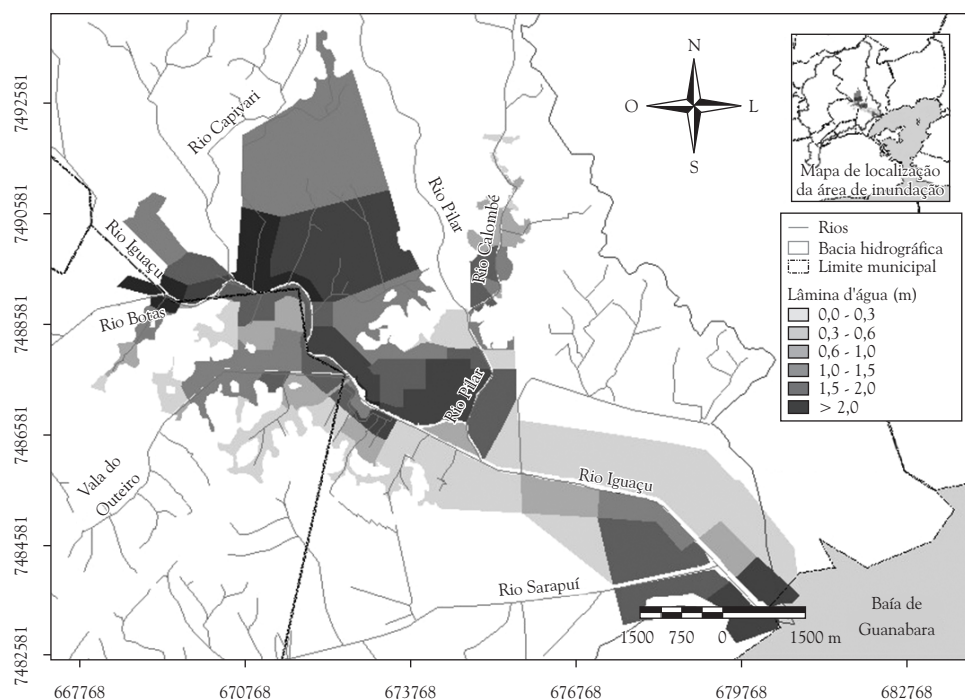 N
O
L
S
Mapa de localização
da área de inundação
Rios
Bacia hidrográfica
Limite municipal
Lâmina d'água (m)
0,0 - 0,3
0,3 - 0,6
0,6 - 1,0
1,0 - 1,5
1,5 - 2,0
> 2,0
Rio Capivari
Rio Pilar
Rio Calombé
Rio Iguaçu
Rio Botas
Rio Pilar
Vala do
Outeiro
Rio Iguaçu
Rio Sarapuí
Baía de
Guanabara
1500 750 0 1500 m
7492581
7490581
7488581
7486581
7484581
7482581
667768 670768 673768 676768 679768 682768